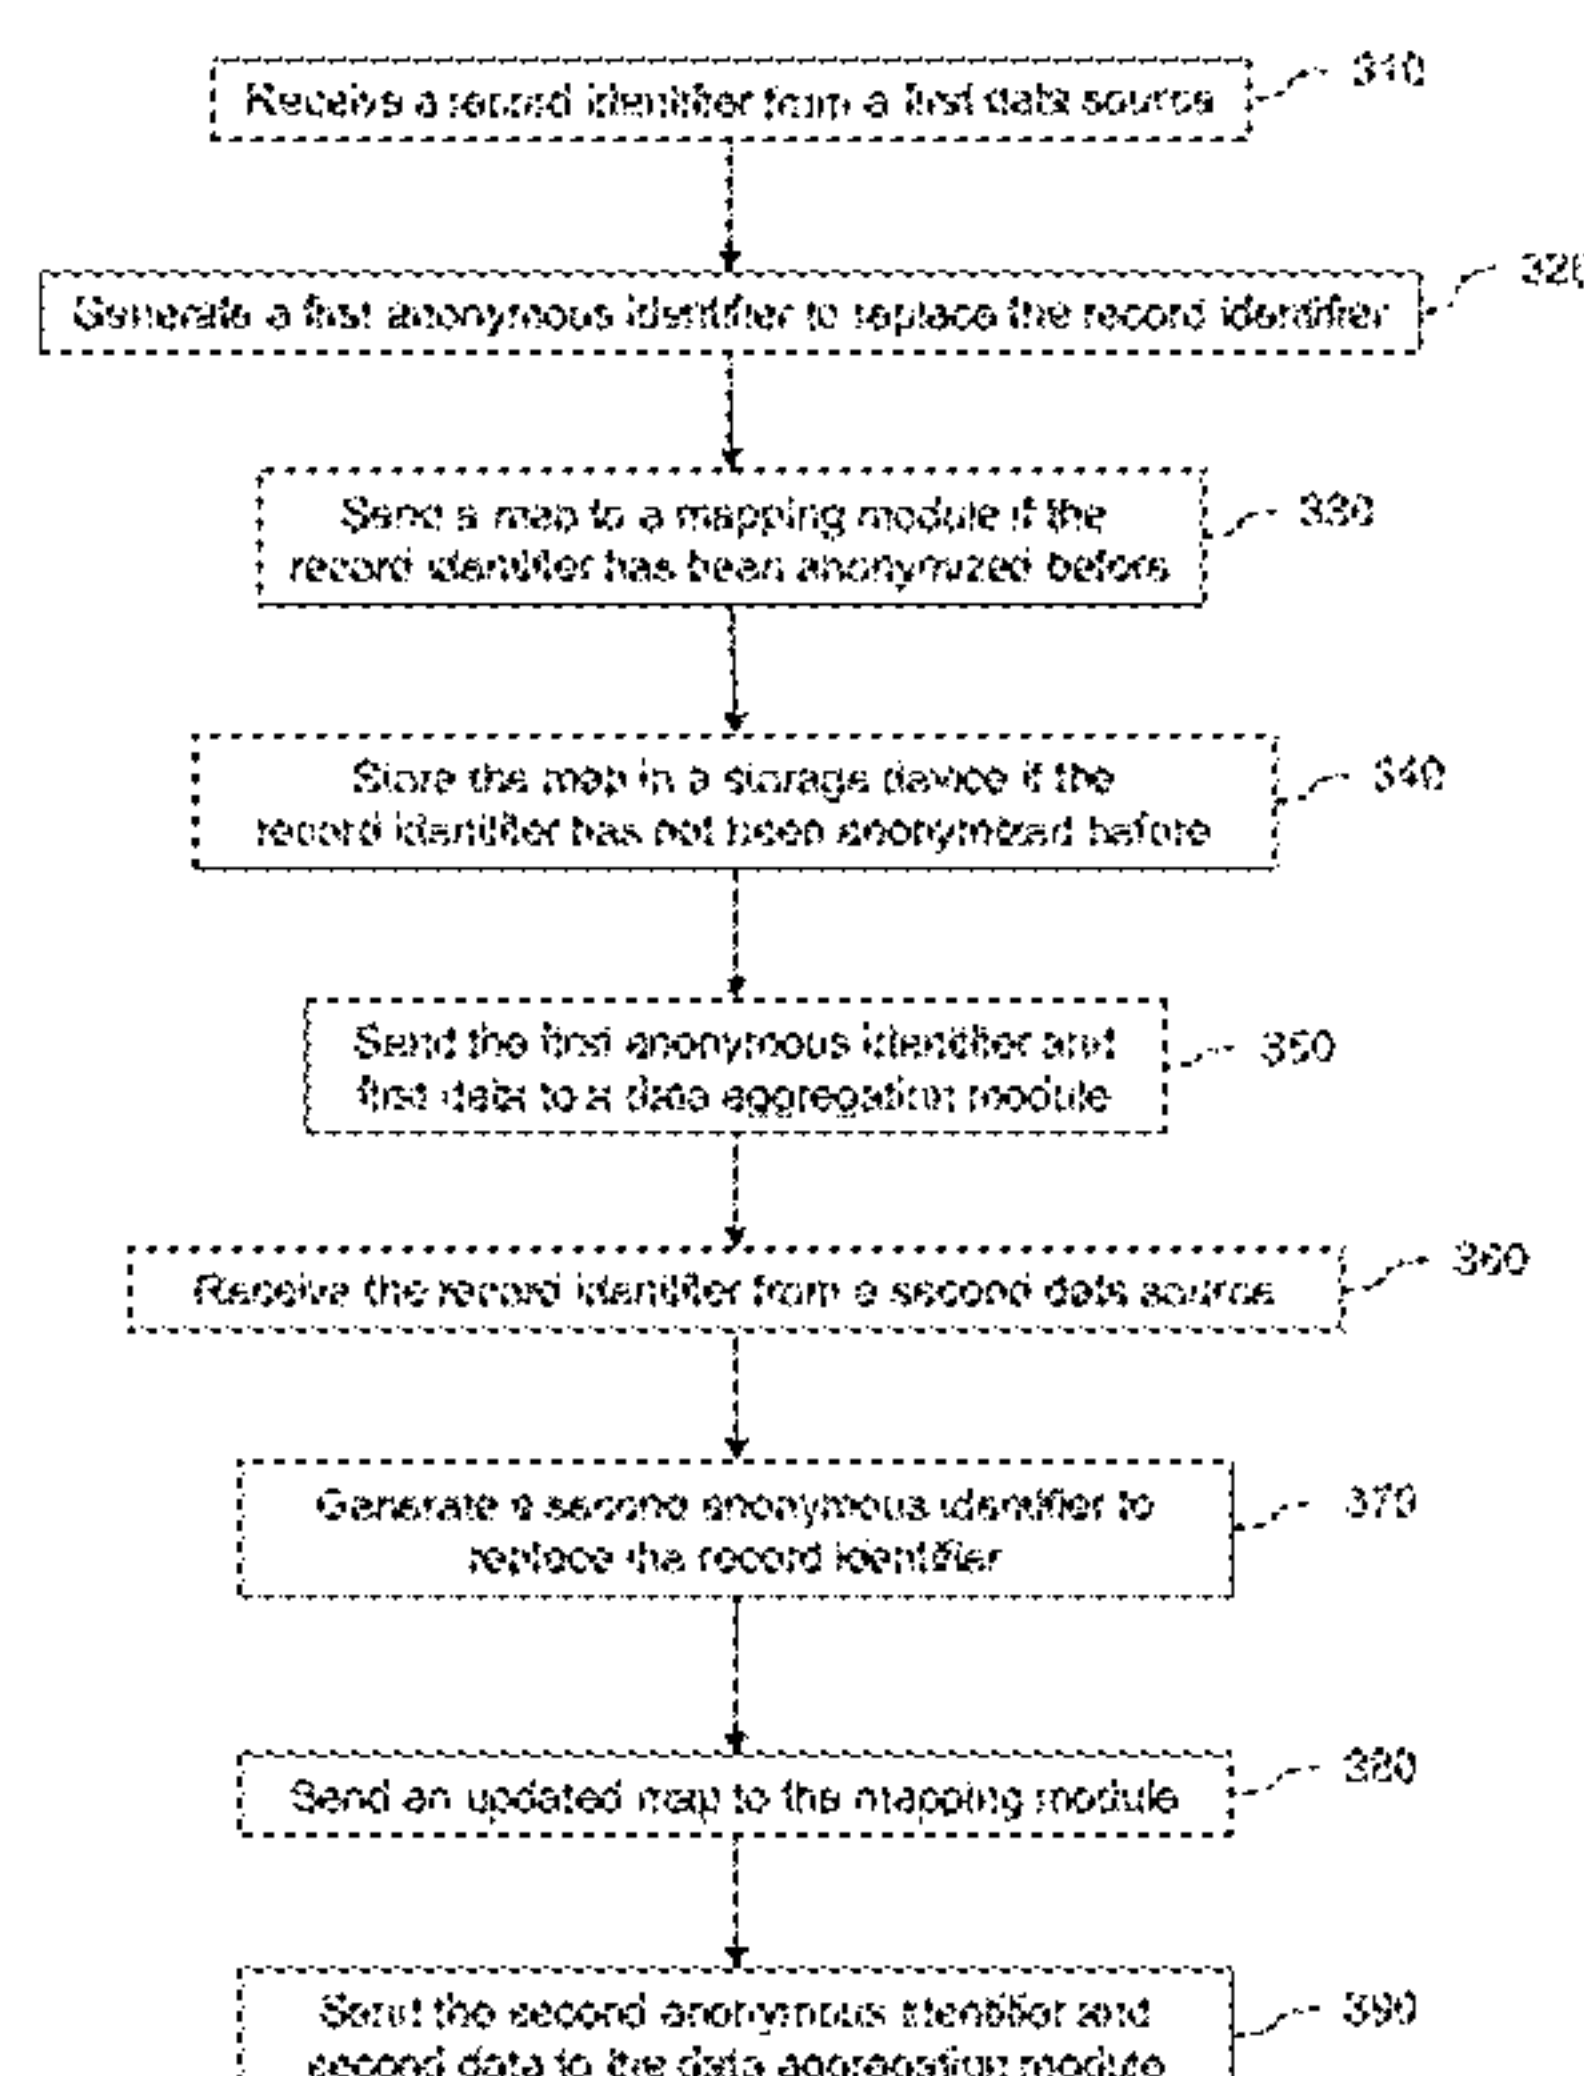 Receive a record identifier from a first data source
310
Generate a first anonymous identifier to replace the record identifier
320
Send a map to a mapping module if the
record identifier has been anonymized before
330
Store the map in a storage device if the
record identifier has not been anonymized before
340
Send the first anonymous identifier and
first data to a data aggregation module
350
Receive the record identifier from a second data source
360
Generate a second anonymous identifier to
replace the record identifier
370
Send an updated map to the mapping module
380
Send the second anonymous identifier and
second data to the data aggregation module
390